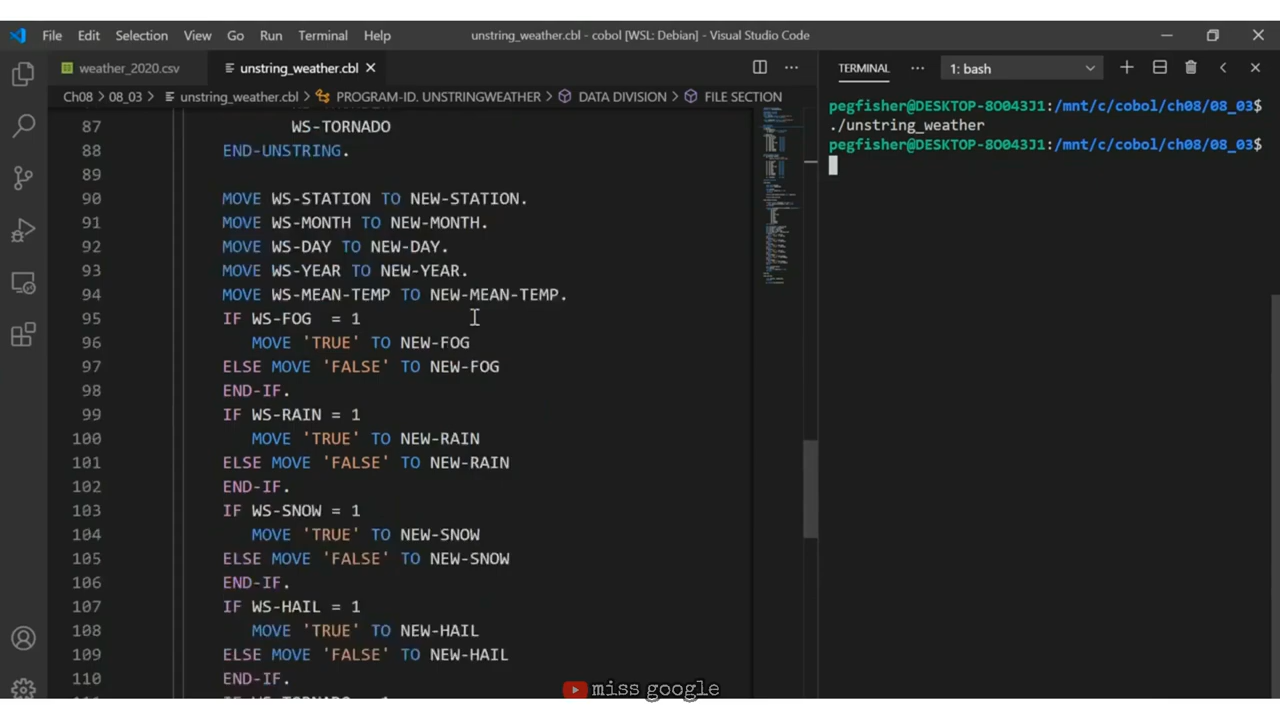 File Edit Selection View Go Run Terminal Help unstring_weather.cbl - cobol [WSL: Debian] - Visual Studio Code
weather_2020.csv unstring_weather.cbl
Ch08 > 08_03 > unstring_weather.cbl > PROGRAM-ID. UNSTRINGWEATHER > DATA DIVISION > FILE SECTION
87 WS-TORNADO
88 END-UNSTRING.
89
90 MOVE WS-STATION TO NEW-STATION.
91 MOVE WS-MONTH TO NEW-MONTH.
92 MOVE WS-DAY TO NEW-DAY.
93 MOVE WS-YEAR TO NEW-YEAR.
94 MOVE WS-MEAN-TEMP TO NEW-MEAN-TEMP.
95 IF WS-FOG  = 1
96 MOVE 'TRUE' TO NEW-FOG
97 ELSE MOVE 'FALSE' TO NEW-FOG
98 END-IF.
99 IF WS-RAIN = 1
100 MOVE 'TRUE' TO NEW-RAIN
101 ELSE MOVE 'FALSE' TO NEW-RAIN
102 END-IF.
103 IF WS-SNOW = 1
104 MOVE 'TRUE' TO NEW-SNOW
105 ELSE MOVE 'FALSE' TO NEW-SNOW
106 END-IF.
107 IF WS-HAIL = 1
108 MOVE 'TRUE' TO NEW-HAIL
109 ELSE MOVE 'FALSE' TO NEW-HAIL
110 END-IF.
TERMINAL 1: bash
pegfisher@DESKTOP-8O043J1:/mnt/c/cobol/ch08/08_03$
./unstring_weather
pegfisher@DESKTOP-8O043J1:/mnt/c/cobol/ch08/08_03$
miss google